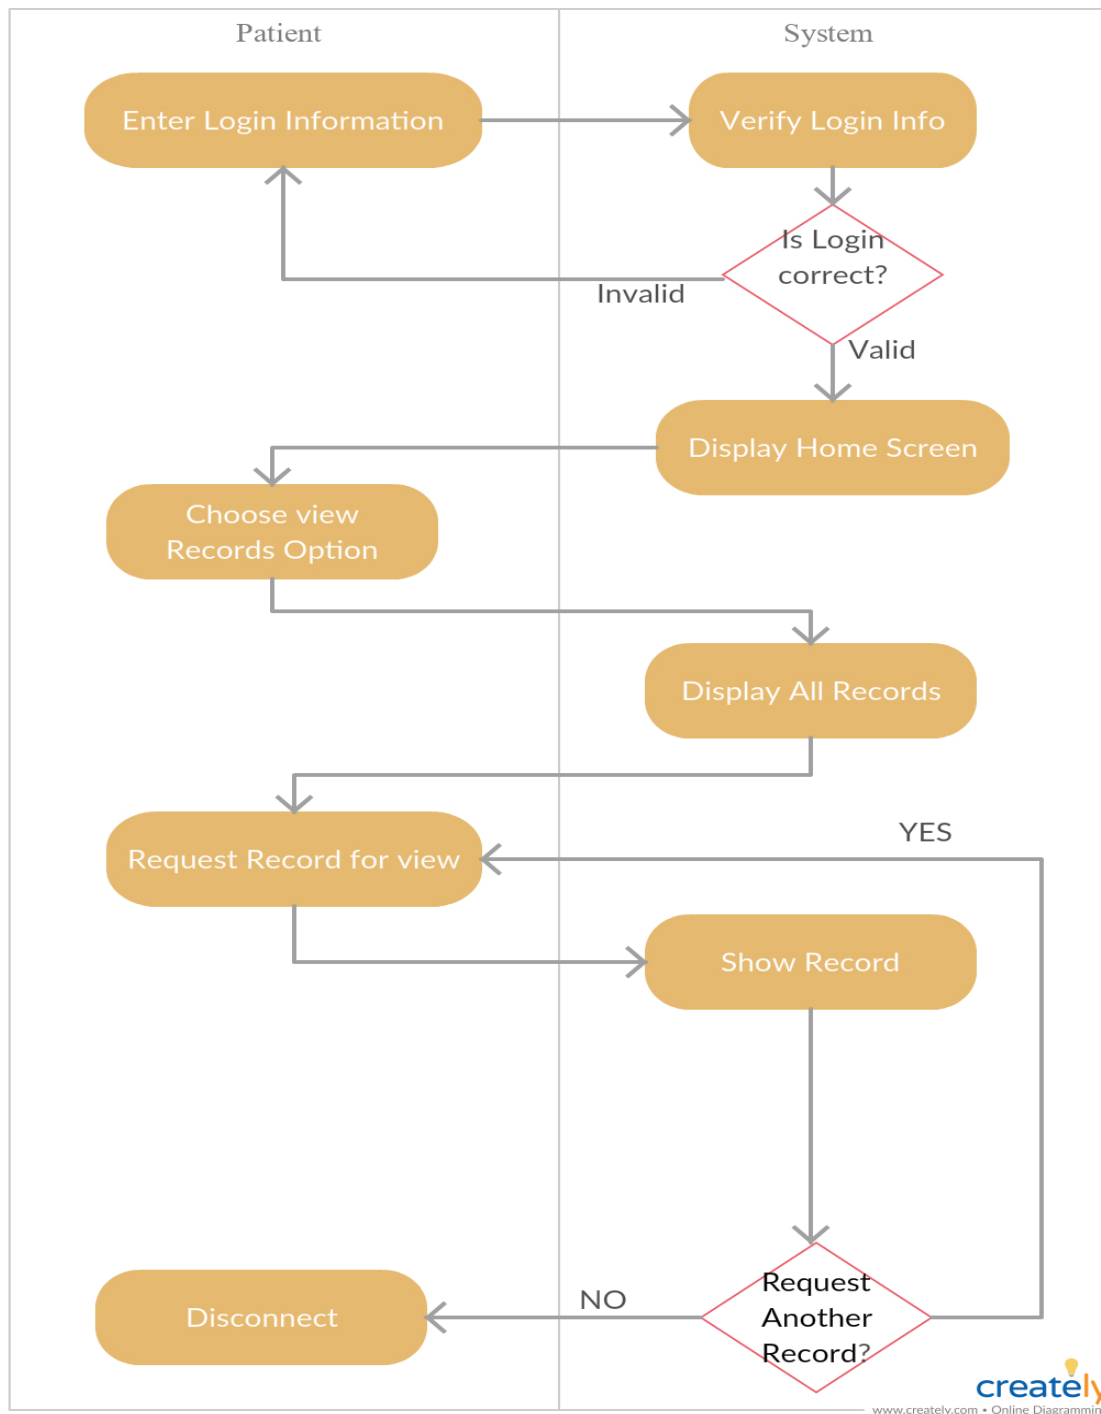 Patient
System
Enter Login Information
Verify Login Info
Is Login
correct?
Invalid
Valid
Display Home Screen
Choose view
Records Option
Display All Records
YES
Request Record for view
Show Record
Request
Another
Record?
NO
Disconnect
creately
www.creately.com • Online Diagrammin